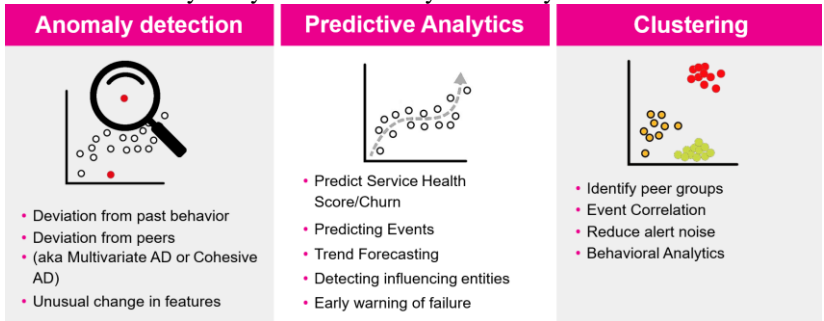 Anomaly detection
Deviation from past behavior
Deviation from peers
(aka Multivariate AD or Cohesive
AD)
Unusual change in features
Predictive Analytics
Predict Service Health
Score/Churn
Predicting Events
Trend Forecasting
Detecting influencing entities
Early warning of failure
Clustering
Identify peer groups
Event Correlation
Reduce alert noise
Behavioral Analytics